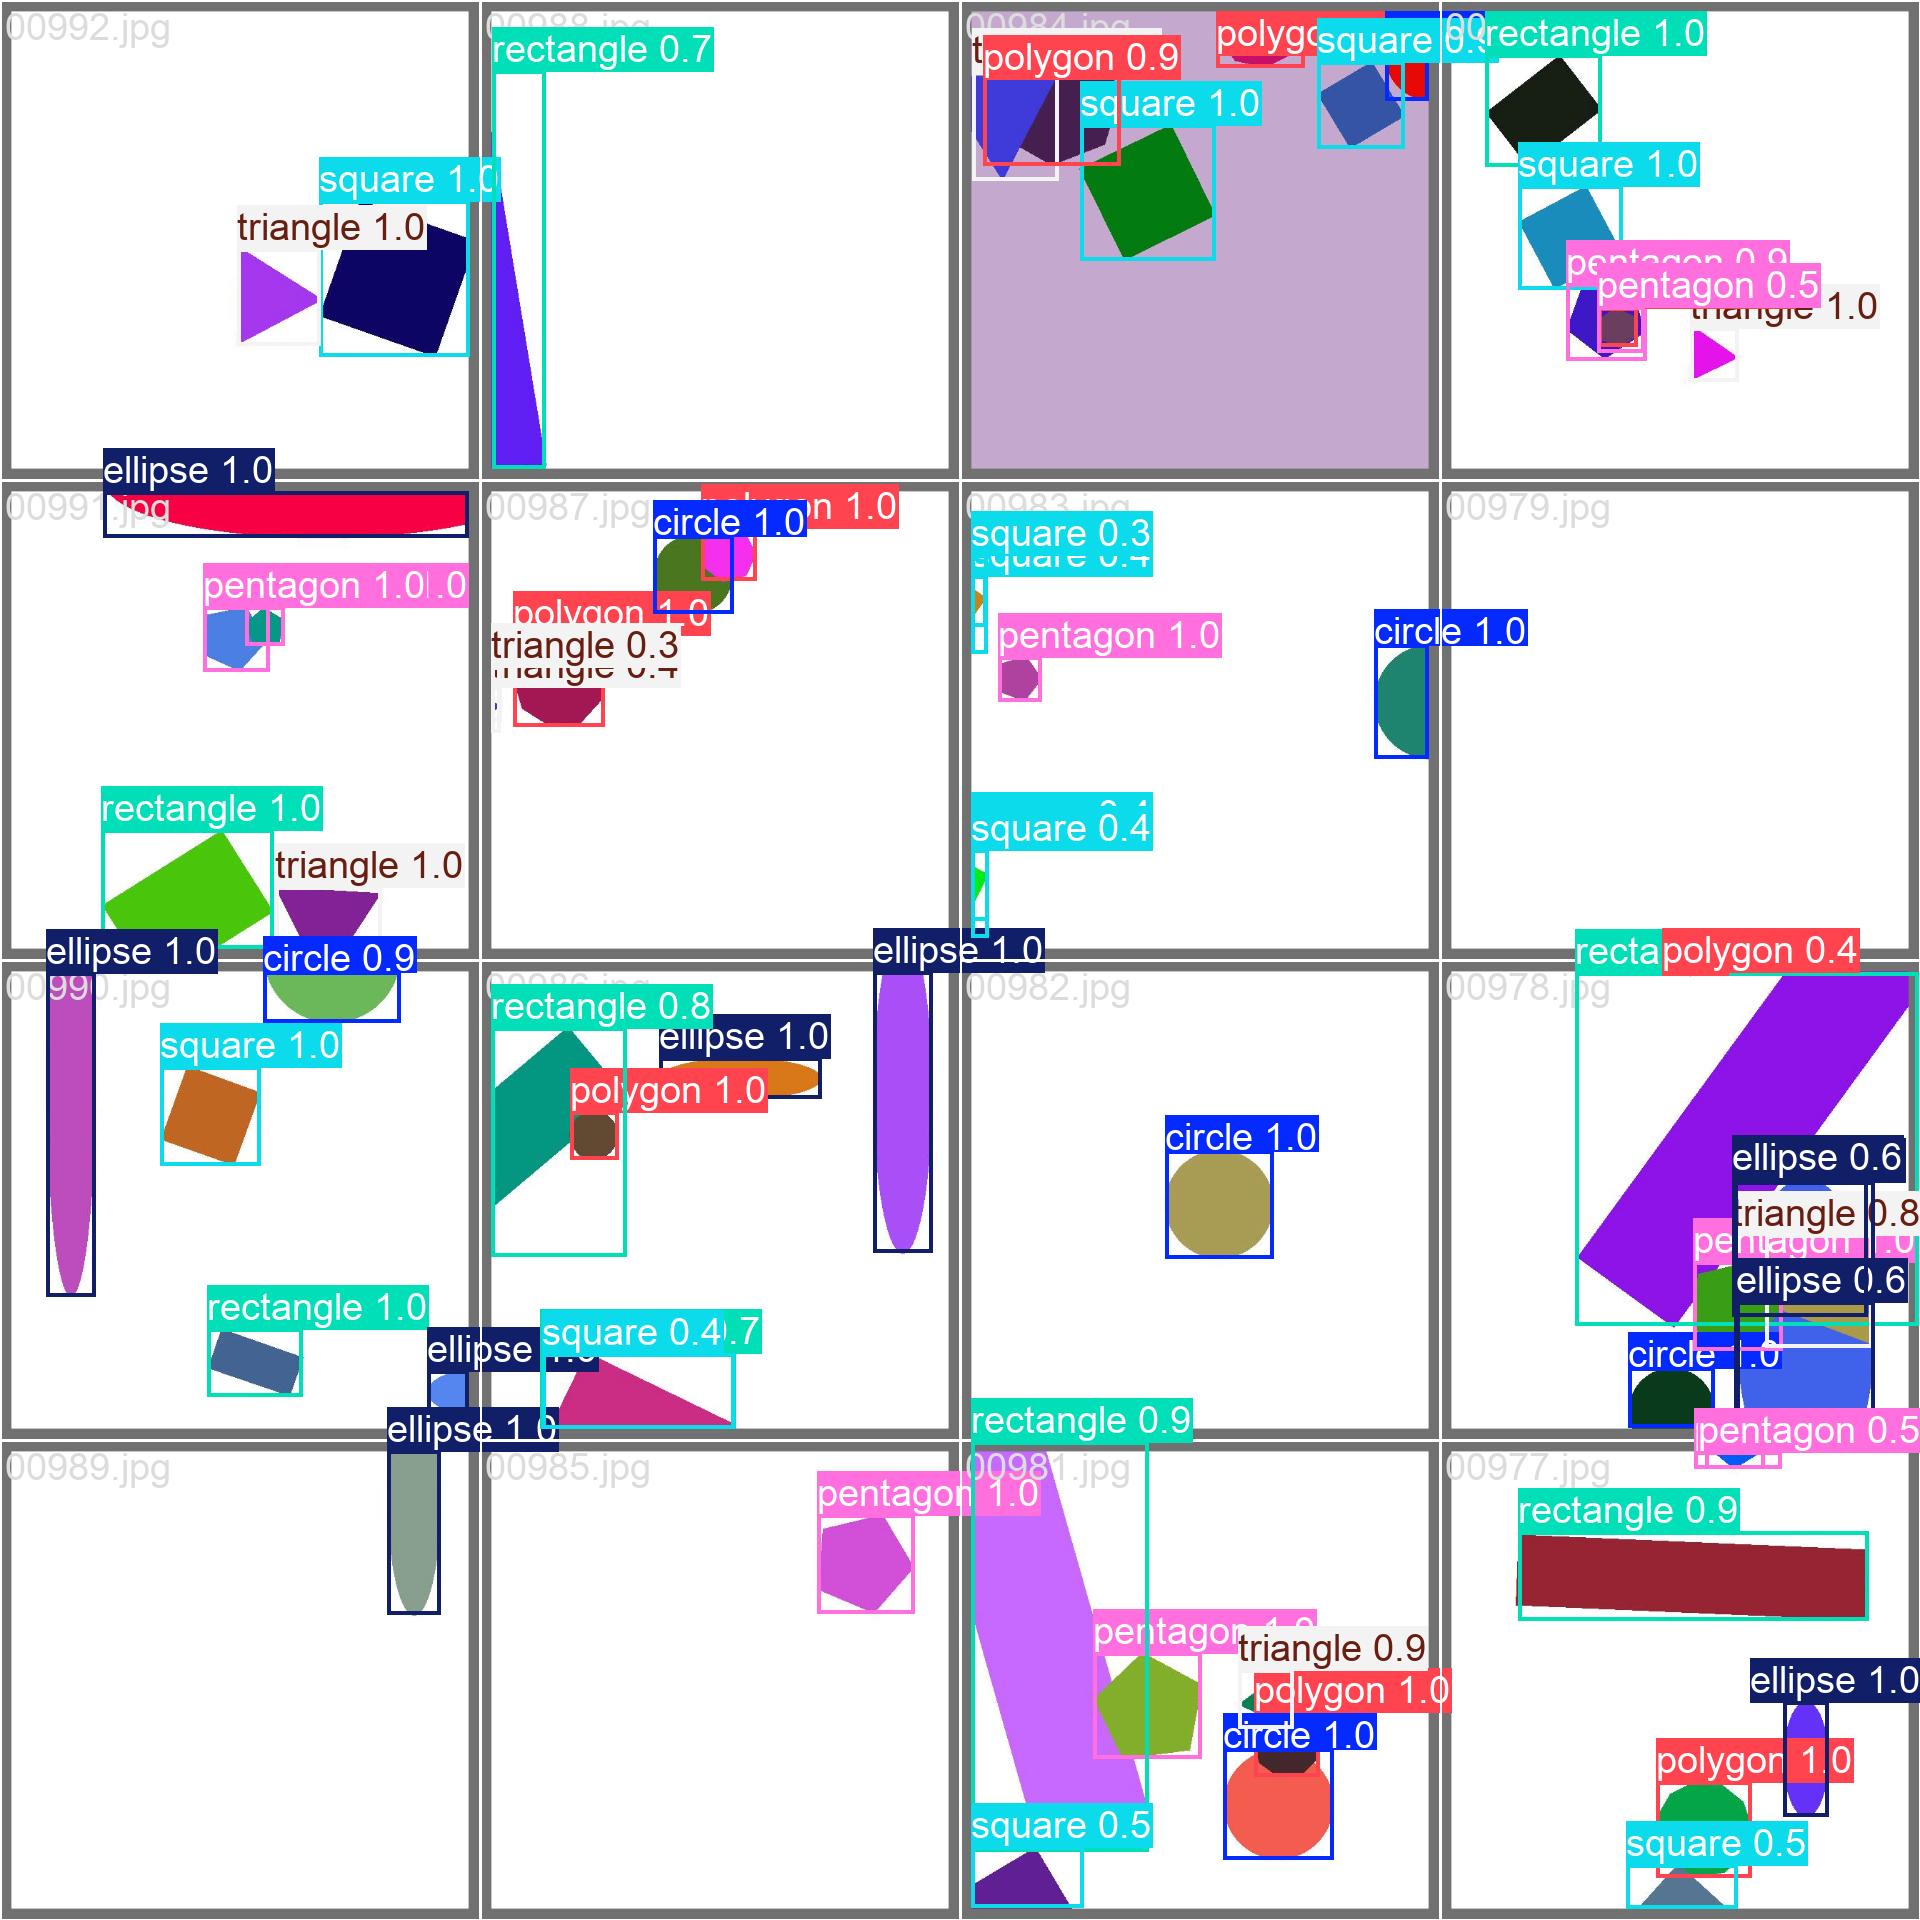 00992.jpg
square 1.0
triangle 1.0
rectangle 0.7
polygon 0.9
square 1.0
square 0.9
rectangle 1.0
square 1.0
pentagon 0.9
pentagon 0.5
triangle 1.0
ellipse 1.0
00991.jpg
pentagon 1.0
rectangle 1.0
triangle 1.0
00987.jpg
polygon 1.0
circle 1.0
polygon 1.0
triangle 0.3
triangle 0.4
00983.jpg
square 0.3
square 0.4
pentagon 1.0
circle 1.0
square 0.4
00979.jpg
ellipse 1.0
00990.jpg
circle 0.9
square 1.0
rectangle 1.0
ellipse 1.0
rectangle 0.8
ellipse 1.0
polygon 1.0
ellipse 1.0
square 0.4
.7
00982.jpg
circle 1.0
polygon 0.4
00978.jpg
ellipse 0.6
triangle 0.8
pentagon 1.0
ellipse 0.6
circle 1.0
00989.jpg
ellipse 1.0
00985.jpg
pentagon 1.0
rectangle 0.9
00981.jpg
pentagon 1.0
triangle 0.9
polygon 1.0
circle 1.0
square 0.5
pentagon 0.5
00977.jpg
rectangle 0.9
ellipse 1.0
polygon 1.0
square 0.5